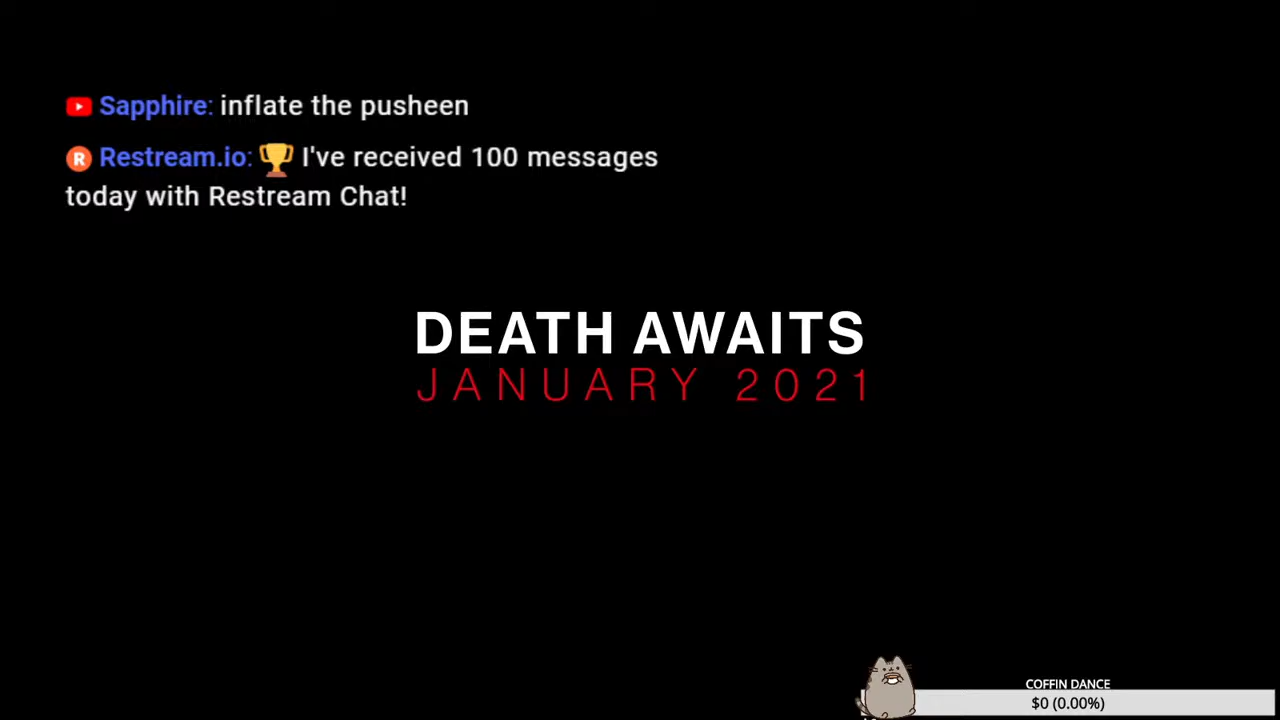 Sapphire: inflate the pusheen
R Restream.io: 🏆 I've received 100 messages
today with Restream Chat!
DEATH AWAITS
JANUARY 2021
COFFIN DANCE
$0 (0.00%)